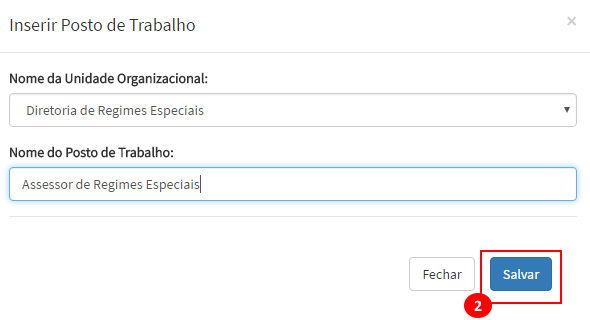 Inserir Posto de Trabalho ×
Nome da Unidade Organizacional:
Diretoria de Regimes Especiais
Nome do Posto de Trabalho:
Assessor de Regimes Especiais
Fechar Salvar
2